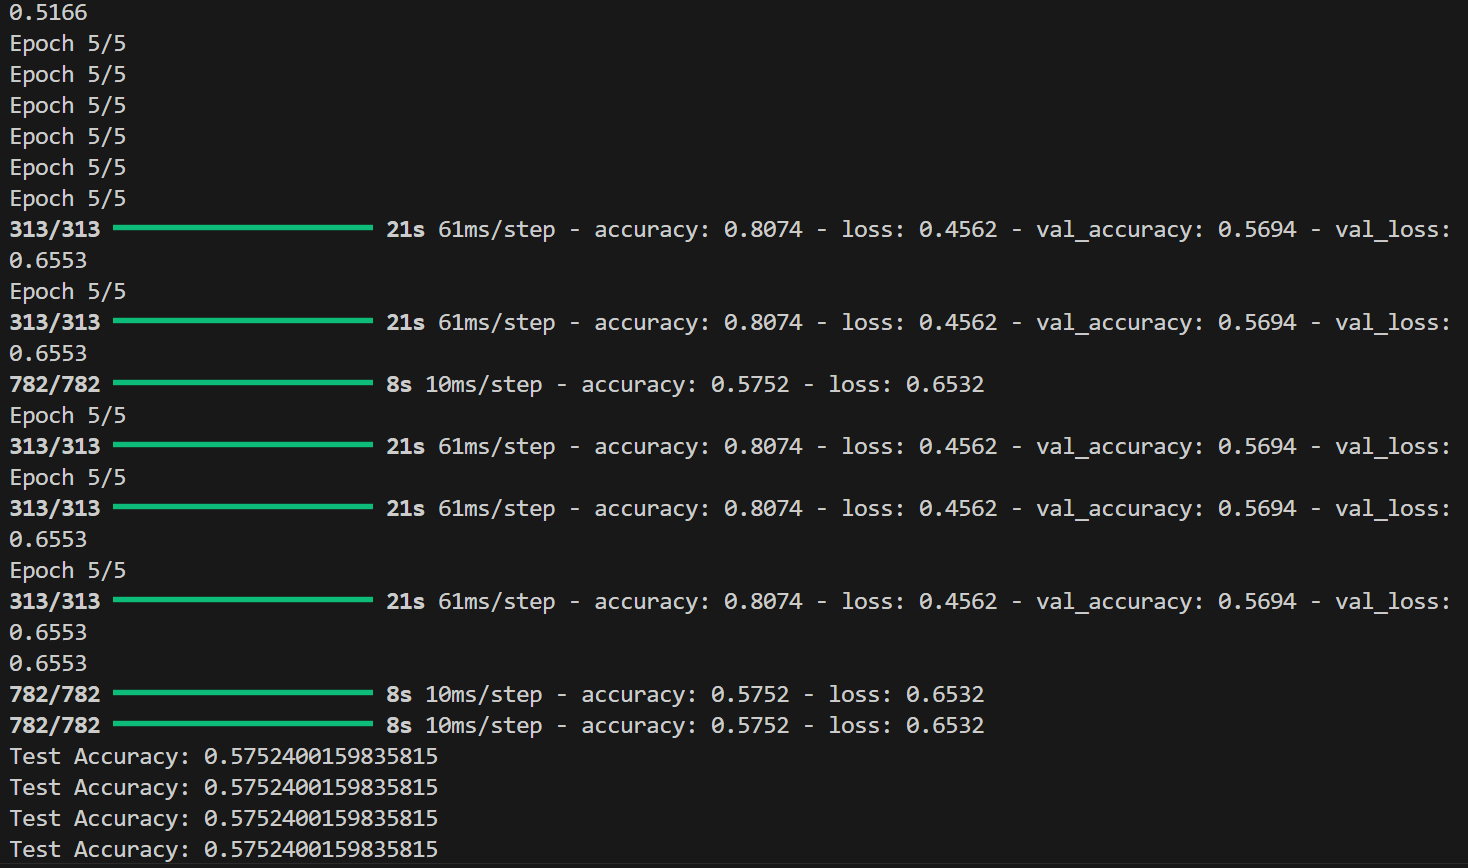 0.5166
Epoch 5/5
Epoch 5/5
Epoch 5/5
Epoch 5/5
Epoch 5/5
Epoch 5/5
313/313 21s 61ms/step - accuracy: 0.8074 - loss: 0.4562 - val_accuracy: 0.5694 - val_loss:
0.6553
Epoch 5/5
313/313 21s 61ms/step - accuracy: 0.8074 - loss: 0.4562 - val_accuracy: 0.5694 - val_loss:
0.6553
782/782 8s 10ms/step - accuracy: 0.5752 - loss: 0.6532
Epoch 5/5
313/313 21s 61ms/step - accuracy: 0.8074 - loss: 0.4562 - val_accuracy: 0.5694 - val_loss:
Epoch 5/5
313/313 21s 61ms/step - accuracy: 0.8074 - loss: 0.4562 - val_accuracy: 0.5694 - val_loss:
0.6553
Epoch 5/5
313/313 21s 61ms/step - accuracy: 0.8074 - loss: 0.4562 - val_accuracy: 0.5694 - val_loss:
0.6553
0.6553
782/782 8s 10ms/step - accuracy: 0.5752 - loss: 0.6532
782/782 8s 10ms/step - accuracy: 0.5752 - loss: 0.6532
Test Accuracy: 0.5752400159835815
Test Accuracy: 0.5752400159835815
Test Accuracy: 0.5752400159835815
Test Accuracy: 0.5752400159835815